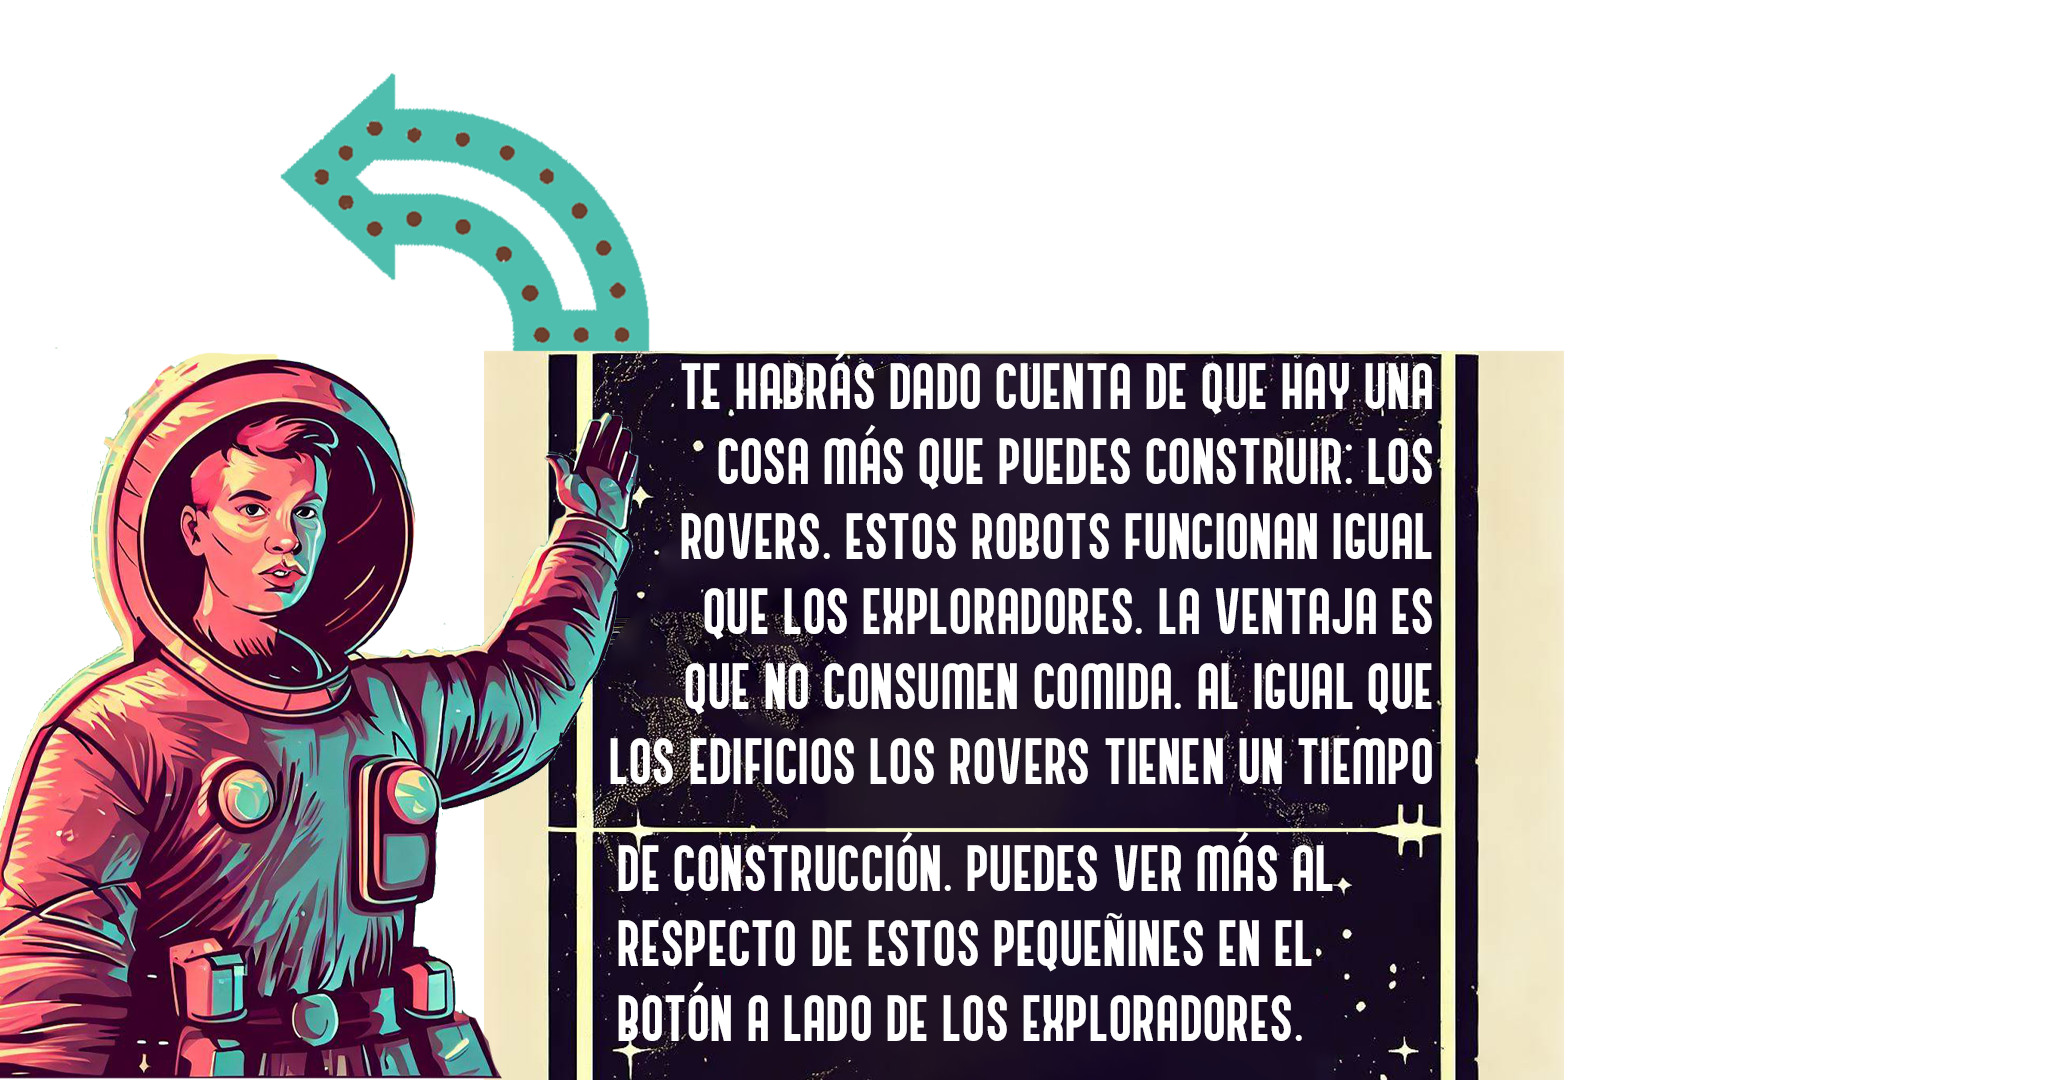 TE HABRÁS DADO CUENTA DE QUE HAY UNA
COSA MÁS QUE PUEDES CONSTRUIR: LOS
ROVERS. ESTOS ROBOTS FUNCIONAN IGUAL
QUE LOS EXPLORADORES. LA VENTAJA ES
QUE NO CONSUMEN COMIDA. AL IGUAL QUE
LOS EDIFICIOS LOS ROVERS TIENEN UN TIEMPO
DE CONSTRUCCIÓN. PUEDES VER MÁS AL
RESPECTO DE ESTOS PEQUEÑINES EN EL
BOTÓN A LADO DE LOS EXPLORADORES.